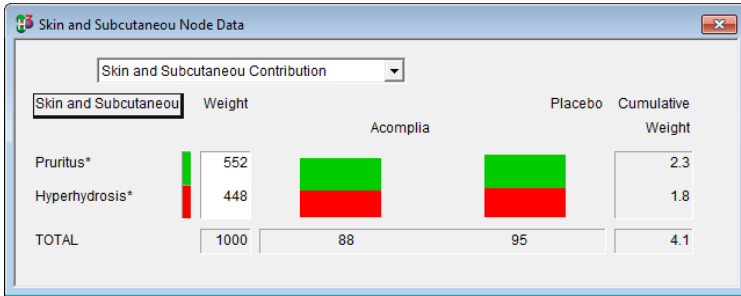 Skin and Subcutaneou Node Data
Skin and Subcutaneou Contribution
Skin and Subcutaneou Weight Placebo Cumulative
Acomplia Weight
Pruritus* 552 2.3
Hyperhydrosis* 448 1.8
TOTAL 1000 88 95 4.1